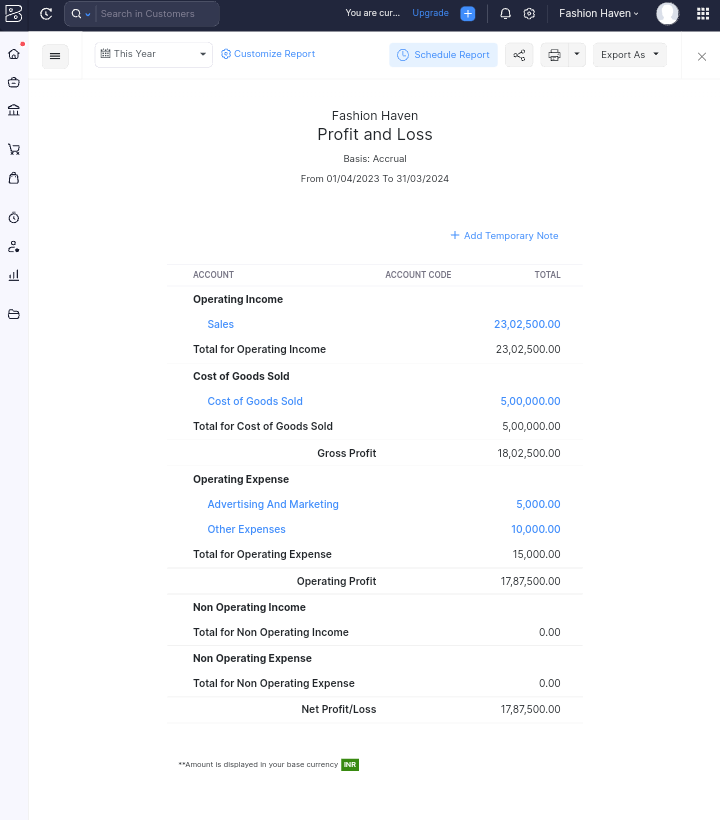 Search in Customers
You are cur...
Upgrade
Fashion Haven
This Year
Customize Report
Schedule Report
Export As
Fashion Haven
Profit and Loss
Basis: Accrual
From 01/04/2023 To 31/03/2024
Add Temporary Note
ACCOUNT ACCOUNT CODE TOTAL
Operating Income
Sales 23,02,500.00
Total for Operating Income 23,02,500.00
Cost of Goods Sold
Cost of Goods Sold 5,00,000.00
Total for Cost of Goods Sold 5,00,000.00
Gross Profit 18,02,500.00
Operating Expense
Advertising And Marketing 5,000.00
Other Expenses 10,000.00
Total for Operating Expense 15,000.00
Operating Profit 17,87,500.00
Non Operating Income
Total for Non Operating Income 0.00
Non Operating Expense
Total for Non Operating Expense 0.00
Net Profit/Loss 17,87,500.00
**Amount is displayed in your base currency INR